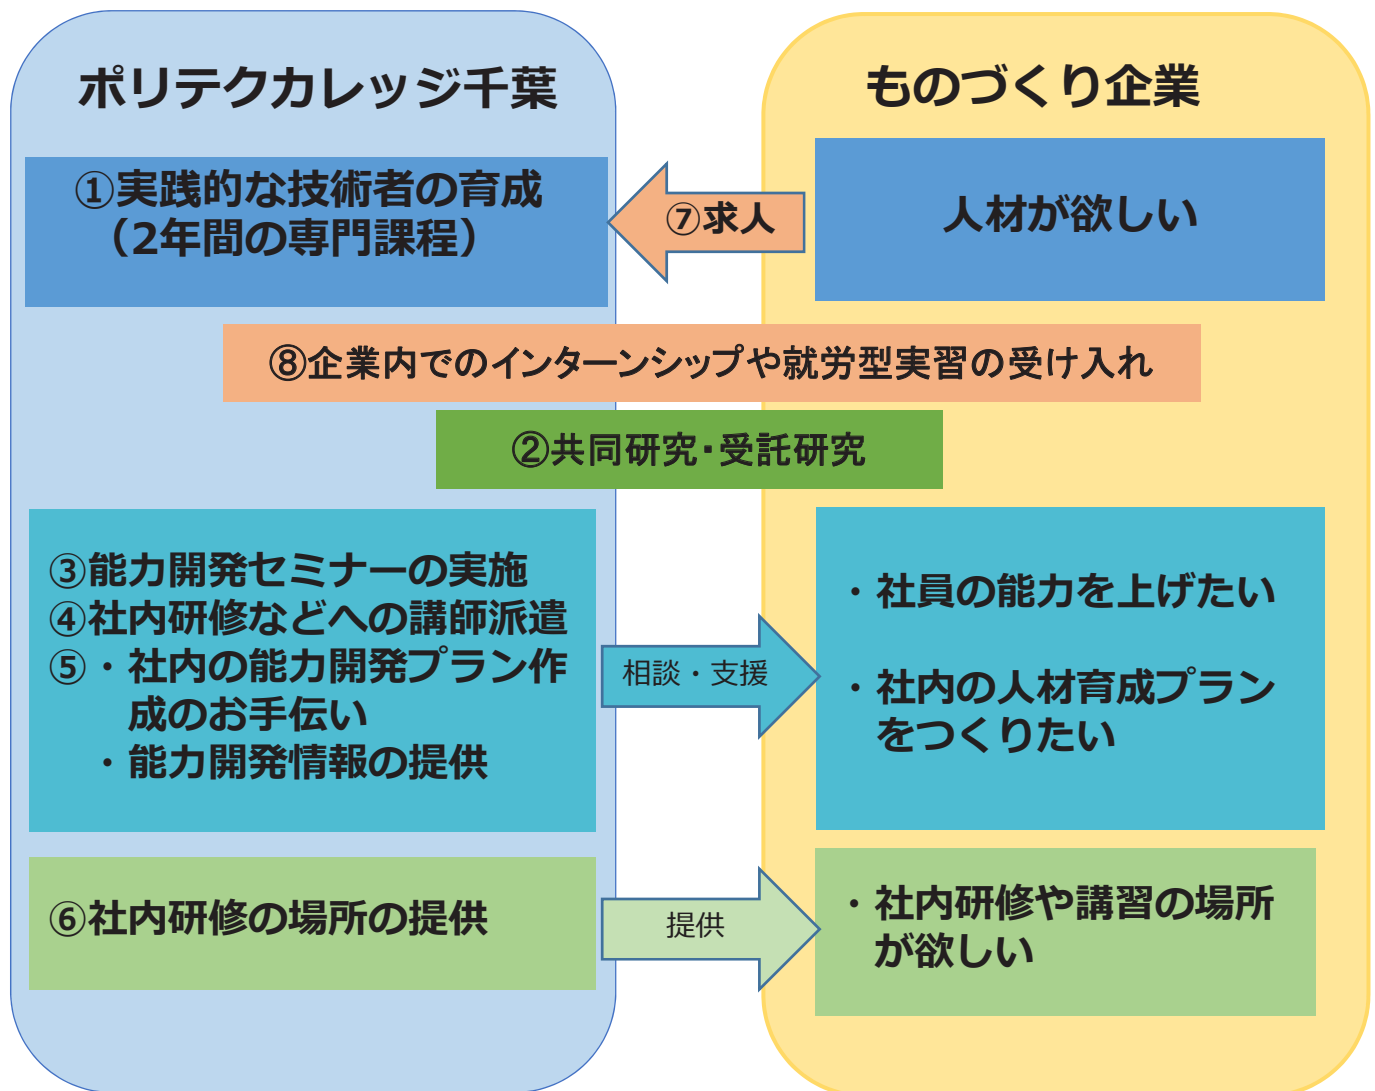 ポリテクカレッジ千葉
①実践的な技術者の育成
（2年間の専門課程）
⑦求人
ものづくり企業
人材が欲しい
⑧企業内でのインターンシップや就労型実習の受け入れ
②共同研究・受託研究
③能力開発セミナーの実施
④社内研修などへの講師派遣
⑤・社内の能力開発プラン作
成のお手伝い
・能力開発情報の提供
相談・支援
・社員の能力を上げたい
・社内の人材育成プラン
をつくりたい
⑥社内研修の場所の提供
提供
・社内研修や講習の場所
が欲しい